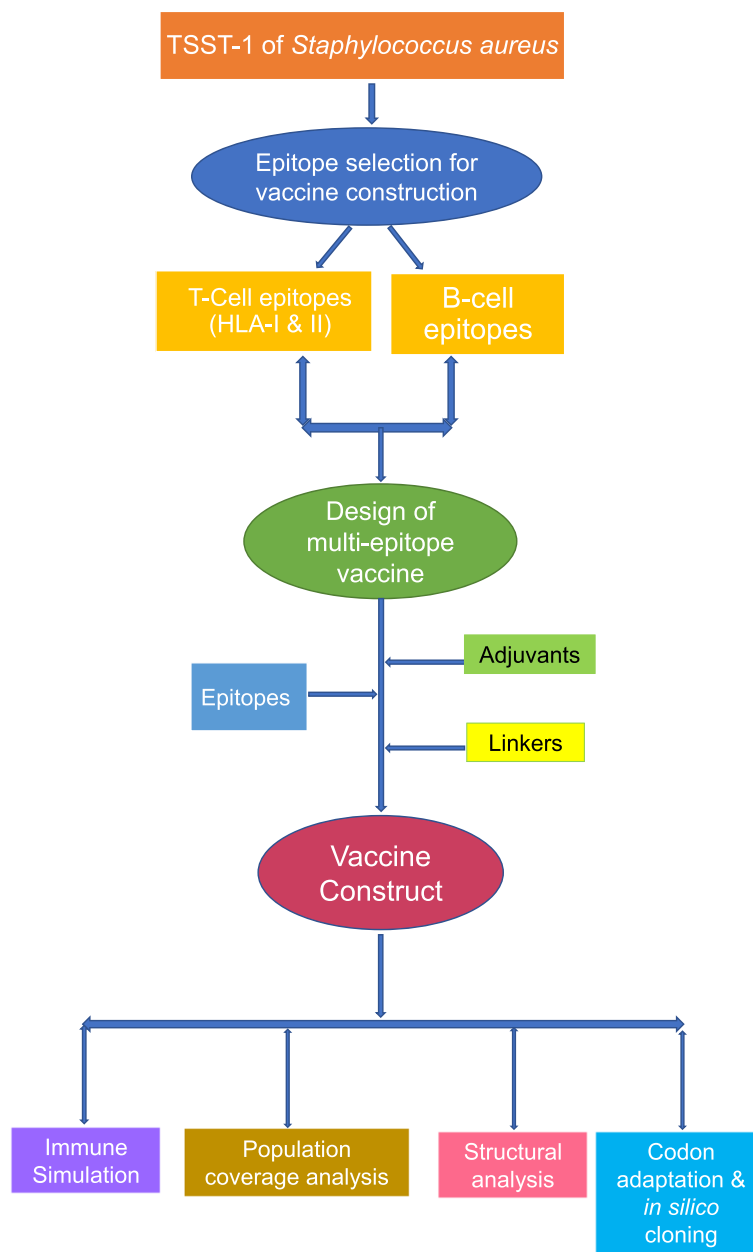 TSST-1 of Staphylococcus aureus
Epitope selection for
vaccine construction
T-Cell epitopes
(HLA-I & II)
B-cell
epitopes
Design of
multi-epitope
vaccine
Adjuvants
Epitopes
Linkers
Vaccine
Construct
Immune
Simulation
Population
coverage analysis
Structural
analysis
Codon
adaptation &
in silico
cloning